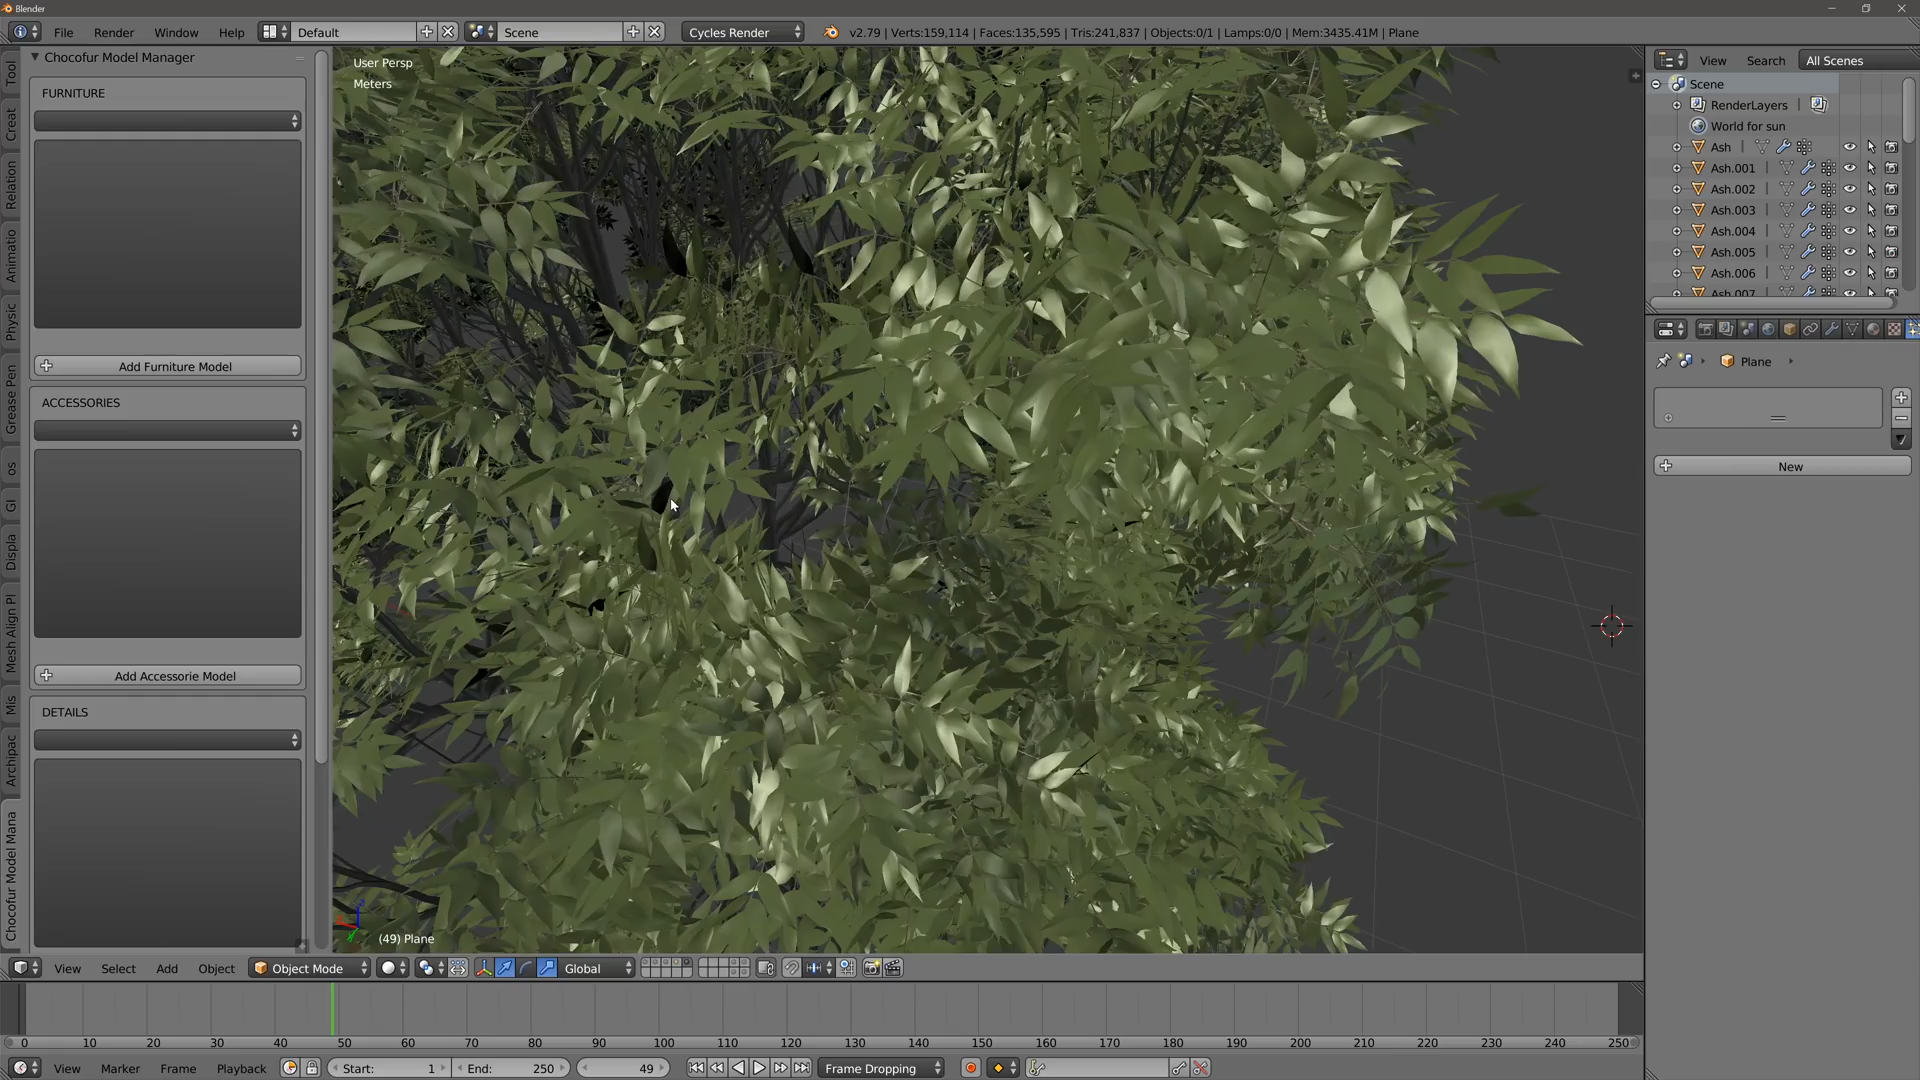 Blender
File Render Window Help Default Scene Cycles Render v2.79 | Verts:159,114 | Faces:135,595 | Tris:241,837 | Objects:0/1 | Lamps:0/0 | Mem:3435.41M | Plane
Chocofur Model Manager
FURNITURE
Add Furniture Model
ACCESSORIES
Add Accessorie Model
DETAILS
Tool
Creat
Relation
Animatio
Physic
Grease Pen
os
GI
Displa
Mesh Align Pl
Mis
Archipac
Chocofur Model Mana
User Persp
Meters
(49) Plane
View Search All Scenes
Scene
RenderLayers
World for sun
Ash
Ash.001
Ash.002
Ash.003
Ash.004
Ash.005
Ash.006
Ash.007
Plane
New
View Select Add Object Object Mode Global
0 10 20 30 40 50 60 70 80 90 100 110 120 130 140 150 160 170 180 190 200 210 220 230 240 250
View Marker Frame Playback Start: 1 End: 250 49 Frame Dropping